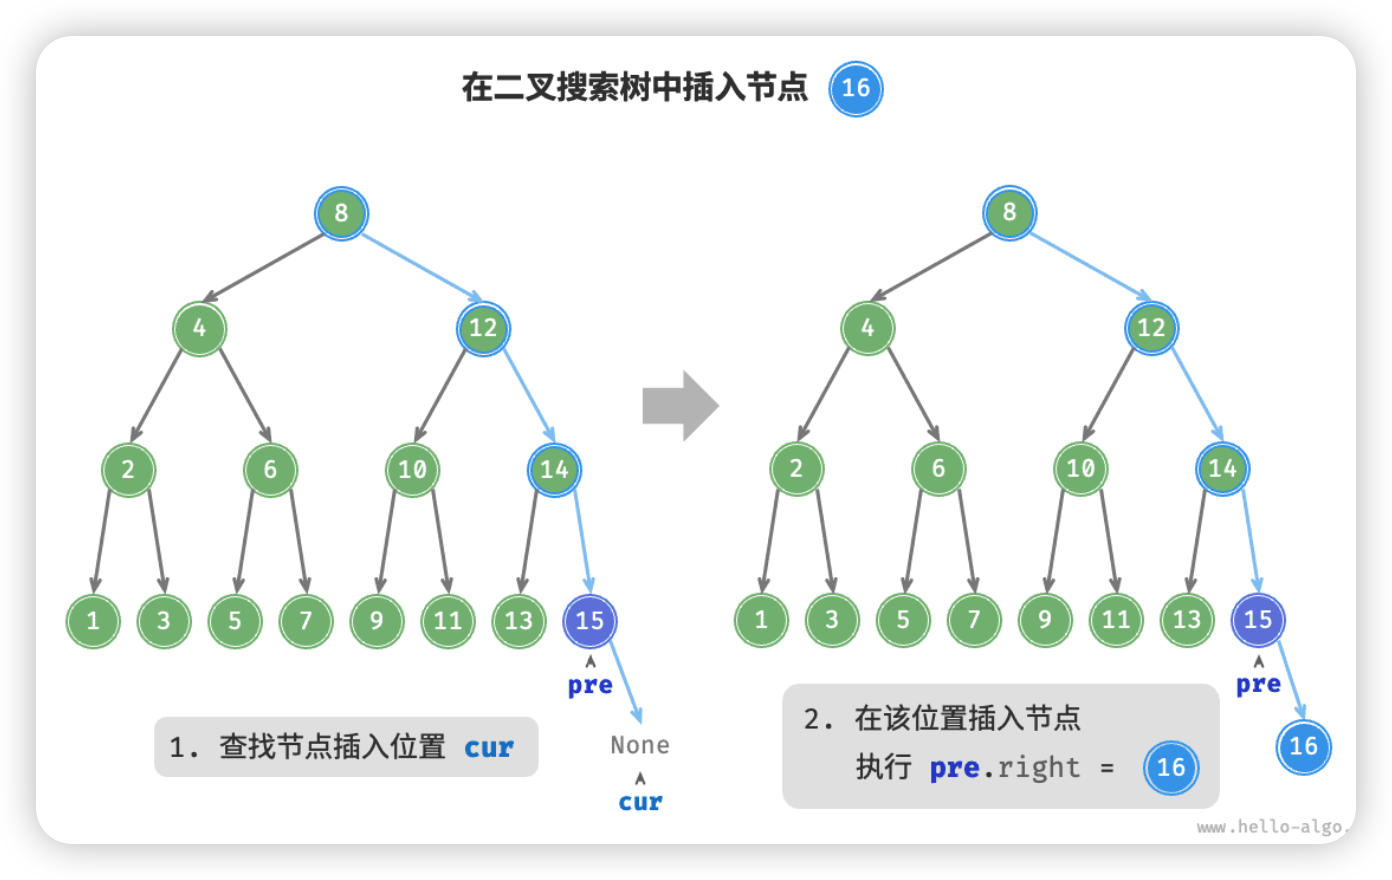 在二叉搜索树中插入节点 16
8 8
4 12 4 12
2 6 10 14 2 6 10 14
1 3 5 7 9 11 13 15 1 3 5 7 9 11 13 15
pre pre
1. 查找节点插入位置 cur
None
cur
2. 在该位置插入节点
执行 pre.right = 16
16
www.hello-algo.